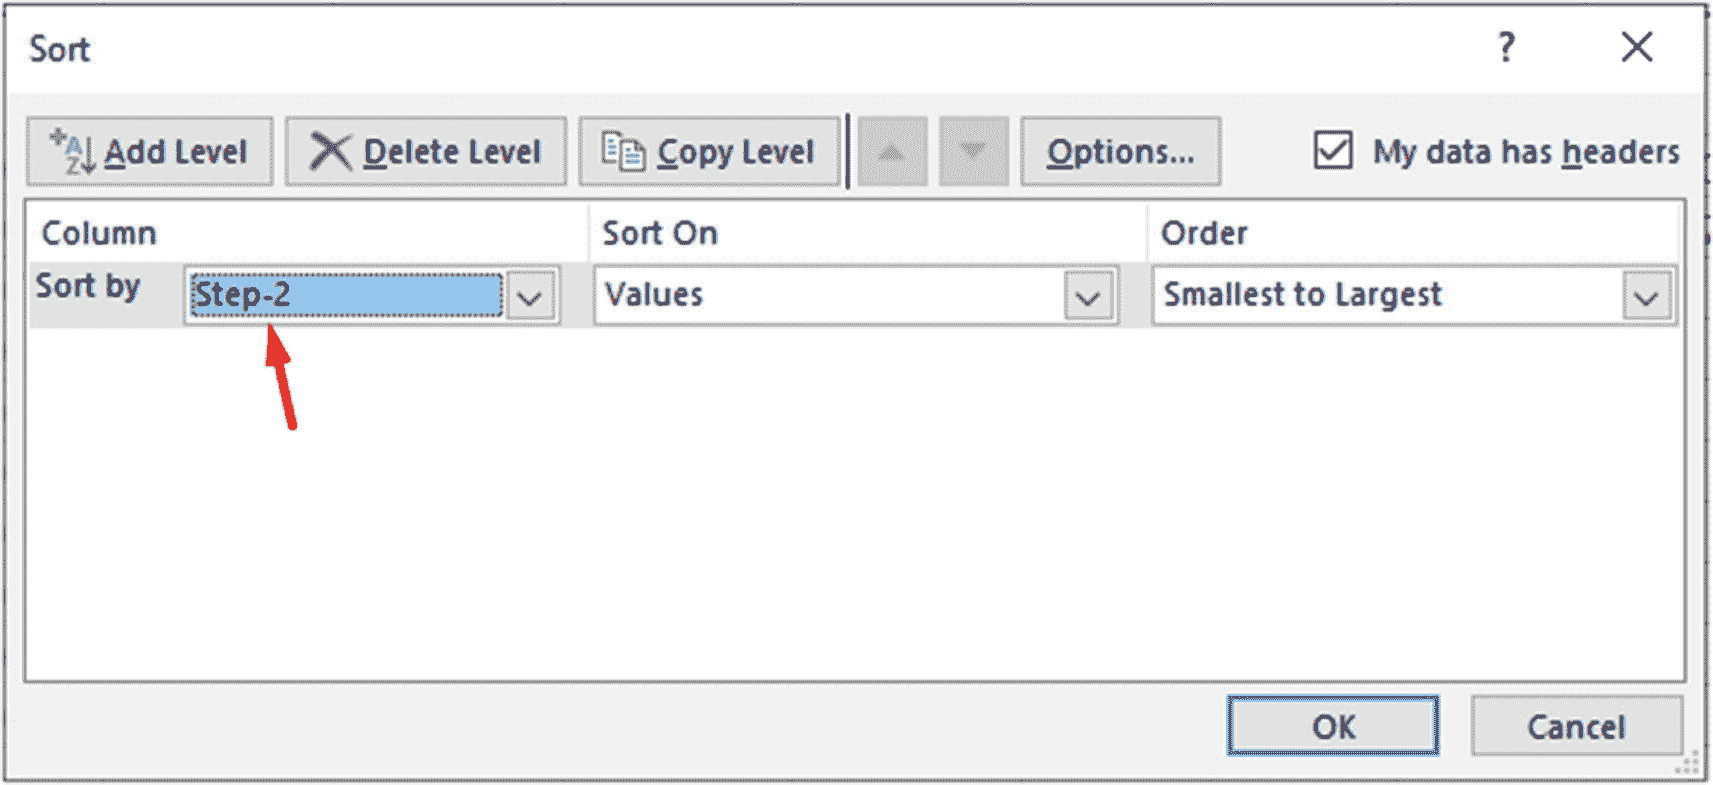 Sort ?
Add Level Delete Level Copy Level Options... My data has headers
Column Sort On Order
Sort by Step-2 Values Smallest to Largest
OK Cancel